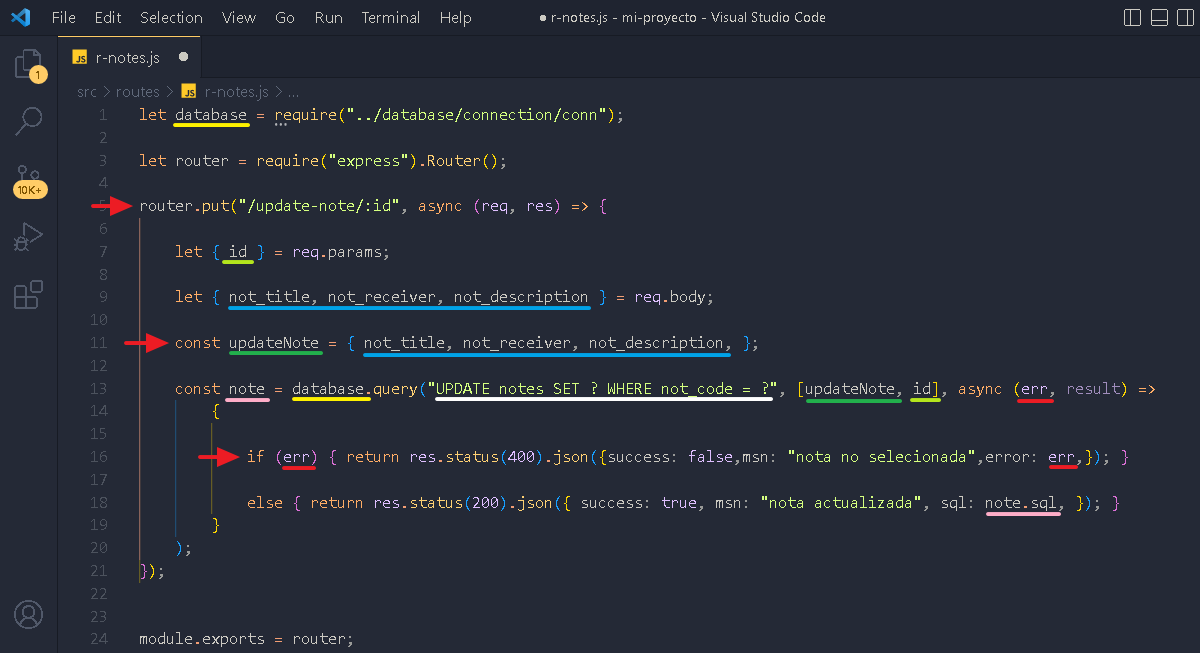 File Edit Selection View Go Run Terminal Help ● r-notes.js - mi-proyecto - Visual Studio Code
JS r-notes.js ●
1
src > routes > JS r-notes.js > ...
1 let database = require("../database/connection/conn");
2
3 let router = require("express").Router();
4
5 router.put("/update-note/:id", async (req, res) => {
6
7 let { id } = req.params;
8
9 let { not_title, not_receiver, not_description } = req.body;
10
11 const updateNote = { not_title, not_receiver, not_description, };
12
13 const note = database.query("UPDATE notes SET ? WHERE not_code = ?", [updateNote, id], async (err, result) =>
14 {
15
16 if (err) { return res.status(400).json({success: false,msn: "nota no selecionada",error: err,}); }
17
18 else { return res.status(200).json({ success: true, msn: "nota actualizada", sql: note.sql, }); }
19 }
20 );
21 });
22
23
24 module.exports = router;
10K+